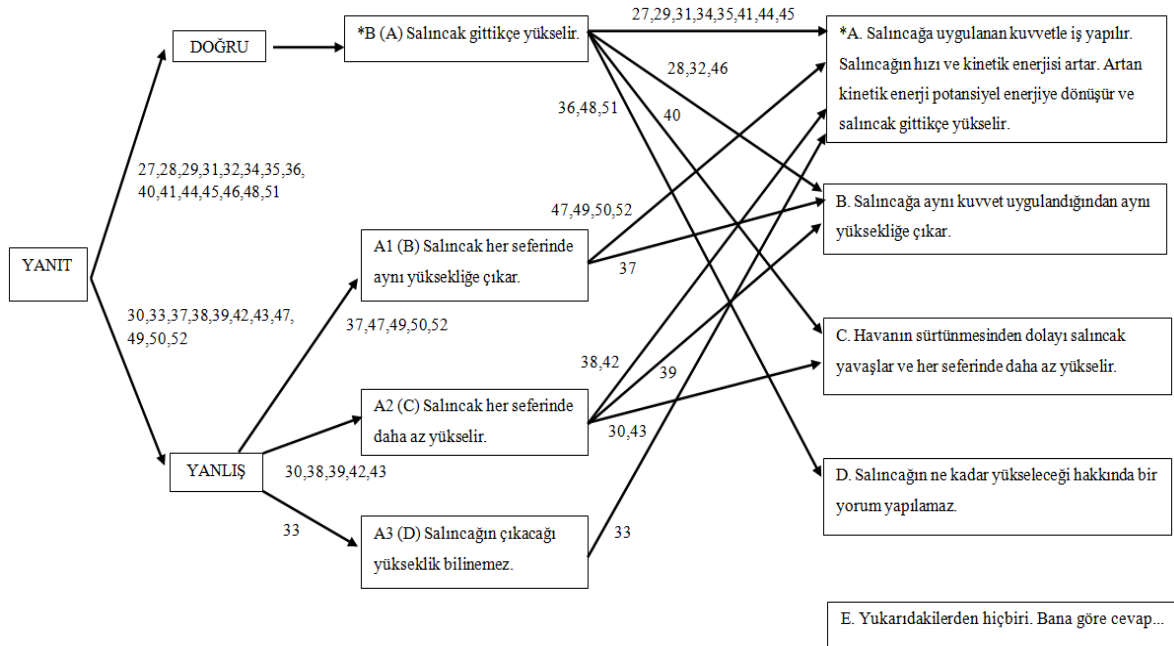 YANIT
DOĞRU
27,28,29,31,32,34,35,36,
40,41,44,45,46,48,51
YANLIŞ
30,33,37,38,39,42,43,47,
49,50,52
*B (A) Salıncak gittikçe yükselir.
A1 (B) Salıncak her seferinde
aynı yüksekliğe çıkar.
37,47,49,50,52
A2 (C) Salıncak her seferinde
daha az yükselir.
30,38,39,42,43
A3 (D) Salıncağın çıkacağı
yükseklik bilinemez.
33
27,29,31,34,35,41,44,45
28,32,46
36,48,51
40
47,49,50,52
37
38,42
39
30,43
33
*A. Salıncağa uygulanan kuvvetle iş yapılır.
Salıncağın hızı ve kinetik enerjisi artar. Artan
kinetik enerji potansiyel enerjiye dönüşür ve
salıncak gittikçe yükselir.
B. Salıncağa aynı kuvvet uygulandığından aynı
yüksekliğe çıkar.
C. Havanın sürtünmesinden dolayı salıncak
yavaşlar ve her seferinde daha az yükselir.
D. Salıncağın ne kadar yükseleceği hakkında bir
yorum yapılamaz.
E. Yukarıdakilerden hiçbiri. Bana göre cevap...